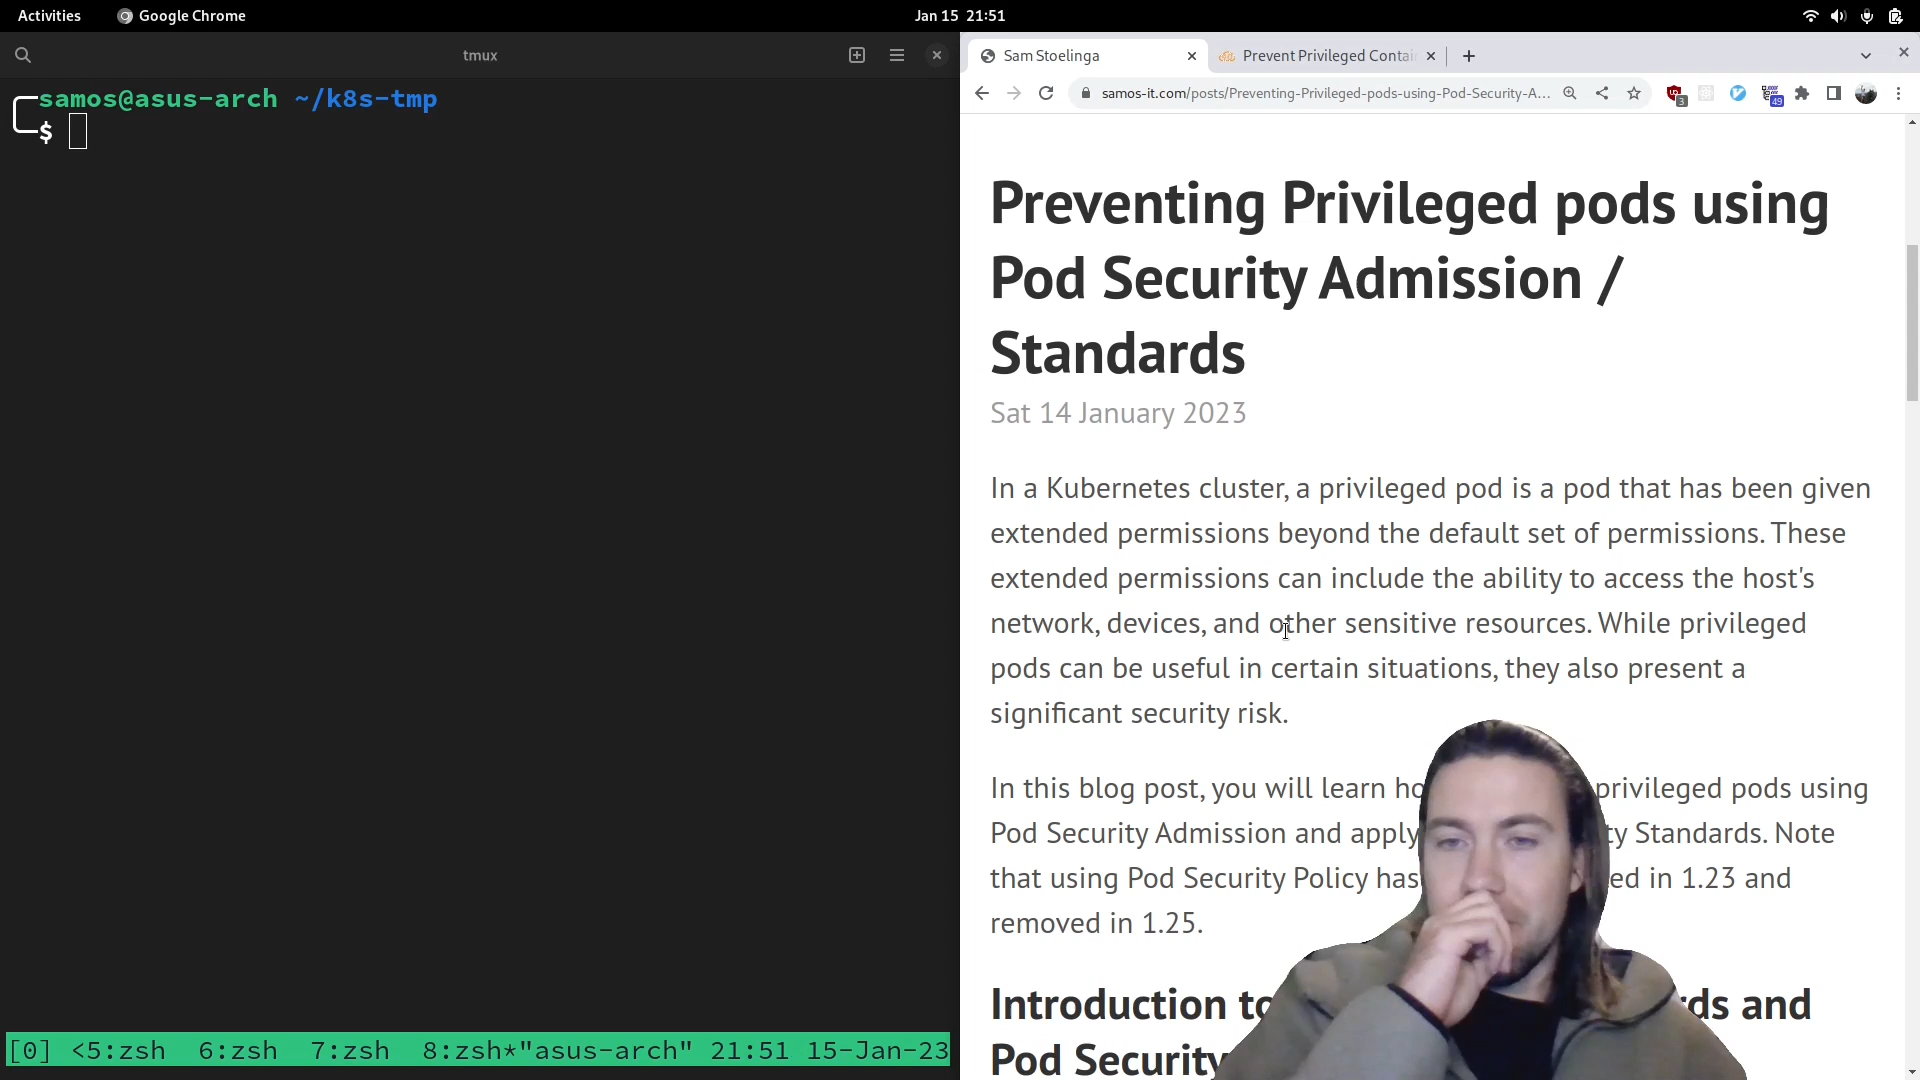 Activities
Google Chrome
Jan 15 21:51
tmux
samos@asus-arch ~/k8s-tmp
$
[0] <5:zsh 6:zsh 7:zsh 8:zsh*"asus-arch" 21:51 15-Jan-23
Sam Stoelinga
Prevent Privileged Contai
samos-it.com/posts/Preventing-Privileged-pods-using-Pod-Security-A...
3
49
Preventing Privileged pods using
Pod Security Admission /
Standards
Sat 14 January 2023
In a Kubernetes cluster, a privileged pod is a pod that has been given
extended permissions beyond the default set of permissions. These
extended permissions can include the ability to access the host's
network, devices, and other sensitive resources. While privileged
pods can be useful in certain situations, they also present a
significant security risk.
In this blog post, you will learn privileged pods using
Pod Security Admission and apply Standards. Note
that using Pod Security Policy has in 1.23 and
removed in 1.25.
Introduction and
Pod Security